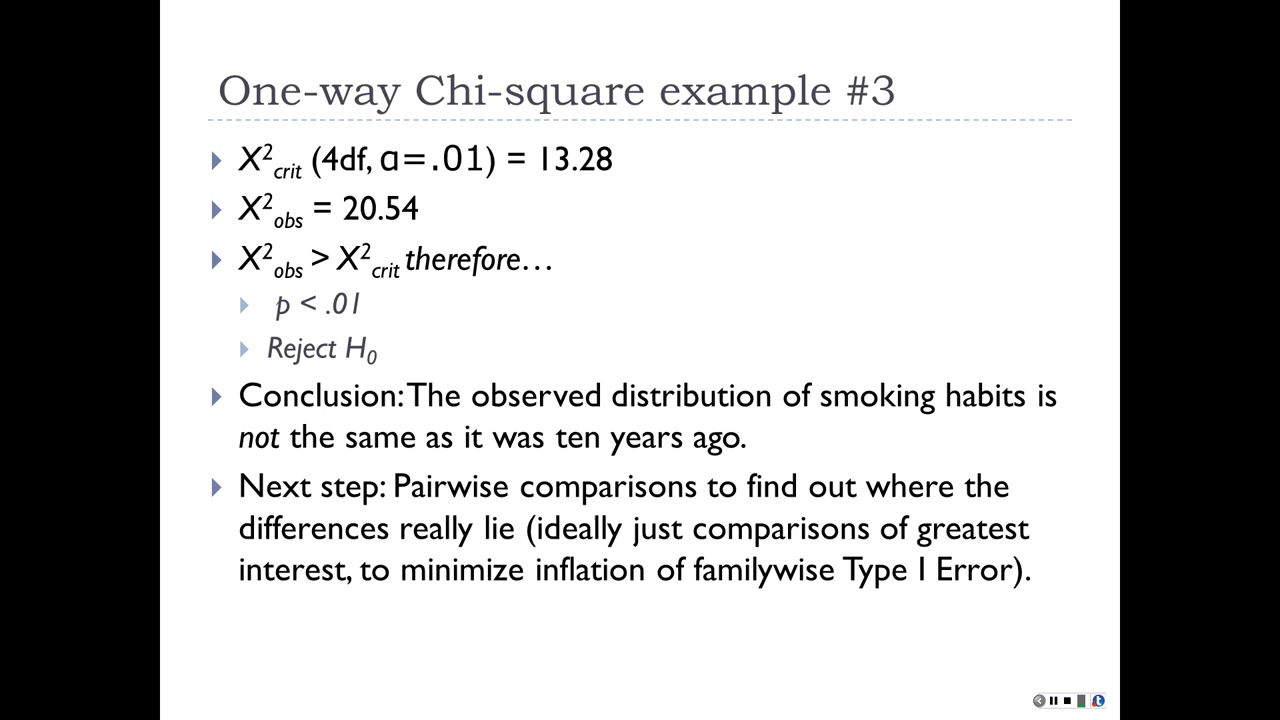 One-way Chi-square example #3
X²crit (4df, α=.01) = 13.28
X²obs = 20.54
X²obs > X²crit therefore…
p < .01
Reject H₀
Conclusion: The observed distribution of smoking habits is
not the same as it was ten years ago.
Next step: Pairwise comparisons to find out where the
differences really lie (ideally just comparisons of greatest
interest, to minimize inflation of familywise Type I Error).